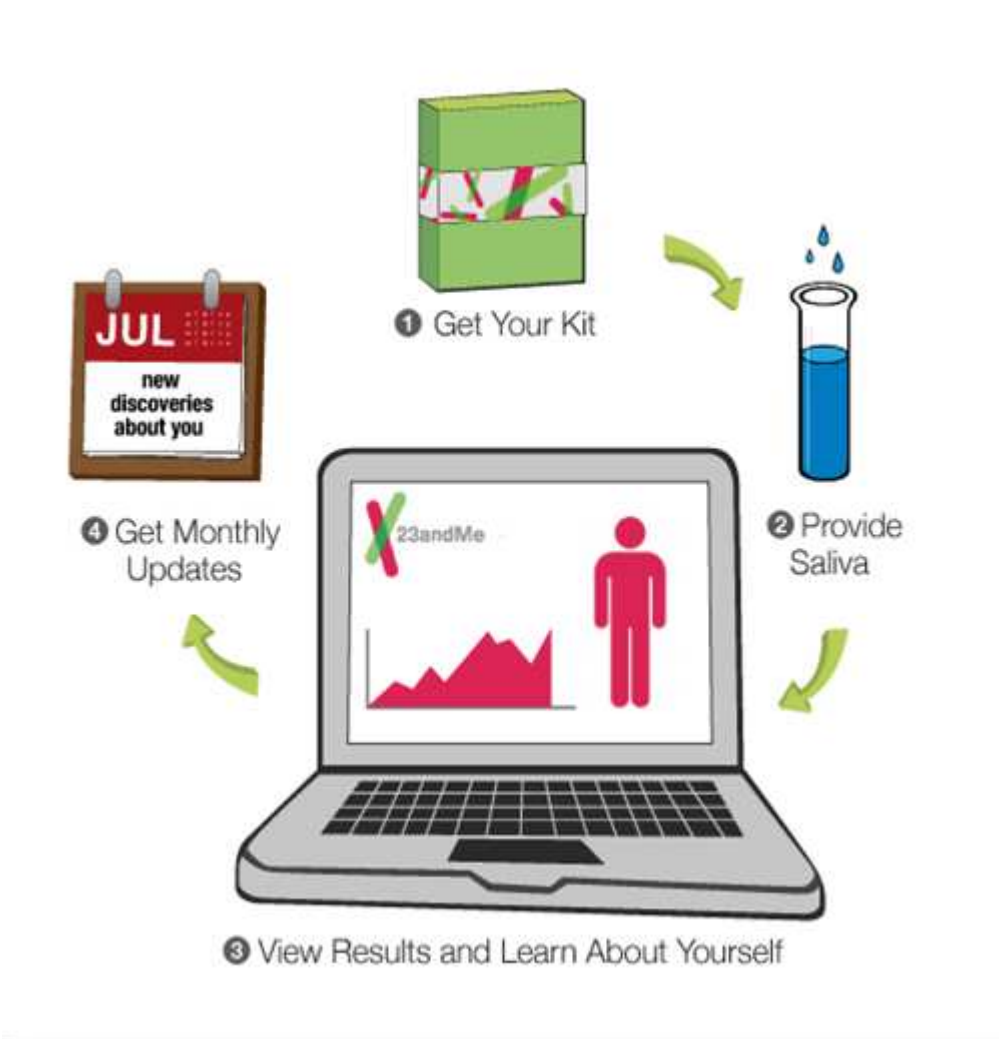 ❶ Get Your Kit
JUL
new
discoveries
about you
❹ Get Monthly
Updates
❷ Provide
Saliva
23andMe
❸ View Results and Learn About Yourself